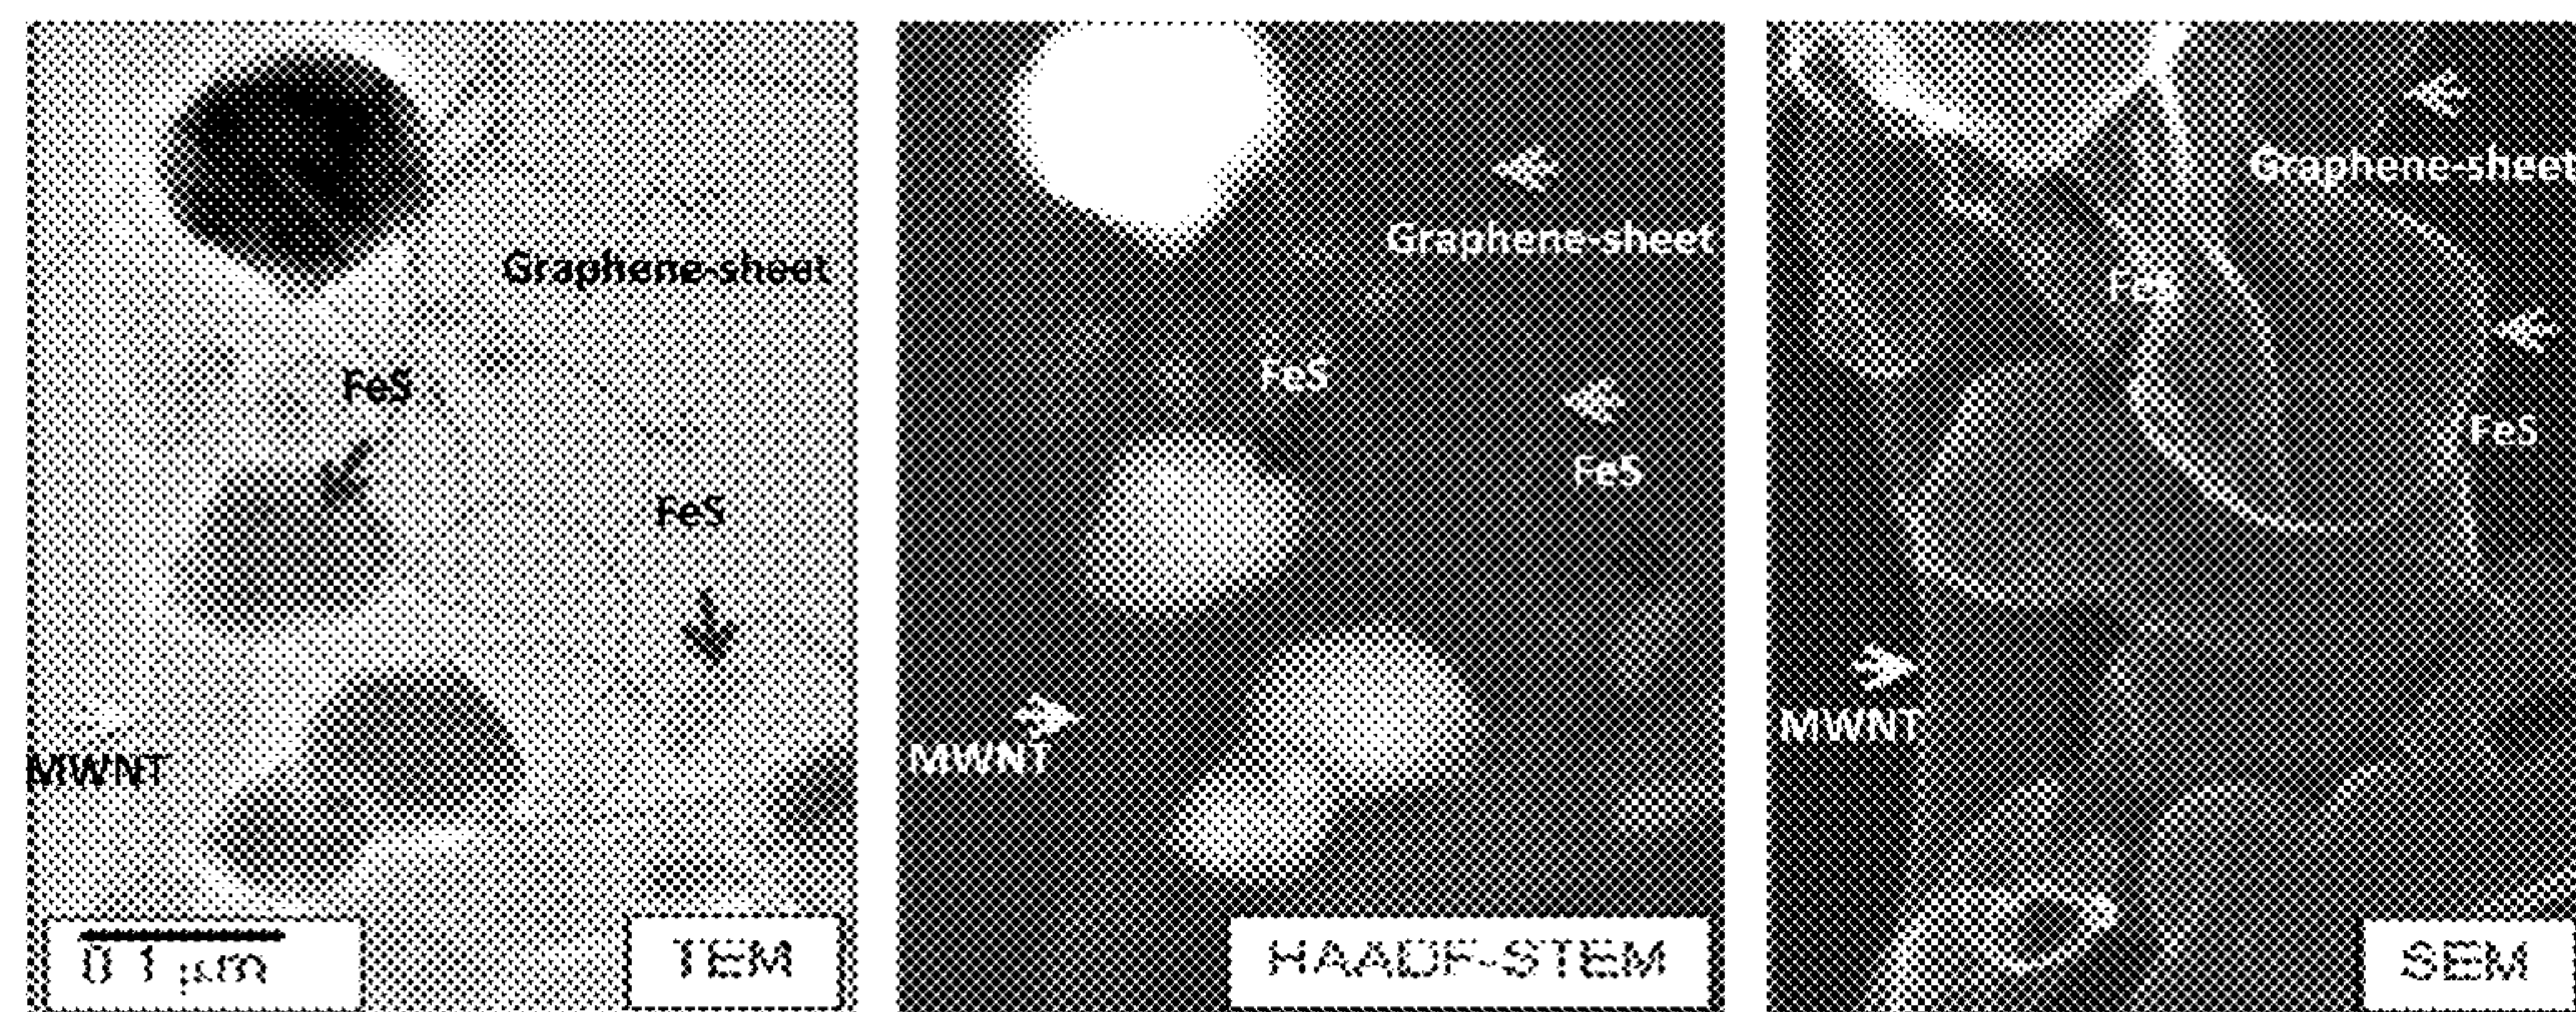 Graphene-sheet
FeS
FeS
MWNT
0.1 μm
TEM
Graphene-sheet
FeS
FeS
MWNT
HAADF-STEM
Graphene-sheet
FeS
FeS
MWNT
SEM